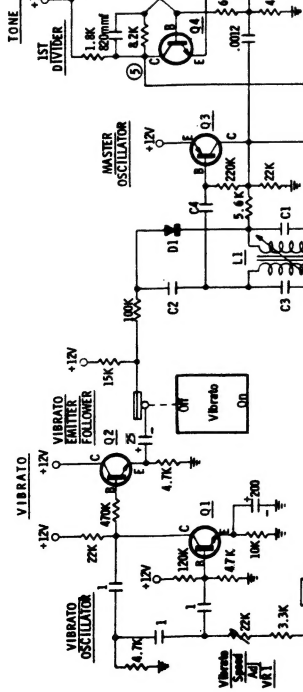 TONE
1ST
DIVIDER
1.8K
820mmf
8.2K
5
Q4
B
C
E
.0012
MASTER
OSCILLATOR
+12V
Q3
E
C
B
220K
22K
5.6K
C4
D1
L1
C1
C2
C3
100K
+12V
15K
Off
Vibrato
On
VIBRATO
+12V
VIBRATO
EMITTER
FOLLOWER
Q2
C
B
E
+ 25 -
4.7K
470K
+12V
22K
VIBRATO
OSCILLATOR
1
1
1
4.7K
+12V
120K
Q1
C
B
E
47K
10K
+
200
-
22K
3.3K
Vibrato
Speed
Adj
VR1